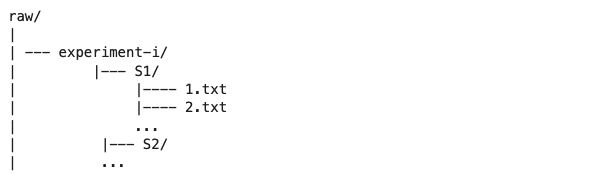 raw/
|
| --- experiment-i/
|         |--- S1/
|              |---- 1.txt
|              |---- 2.txt
|              ...
|          |--- S2/
|          ...